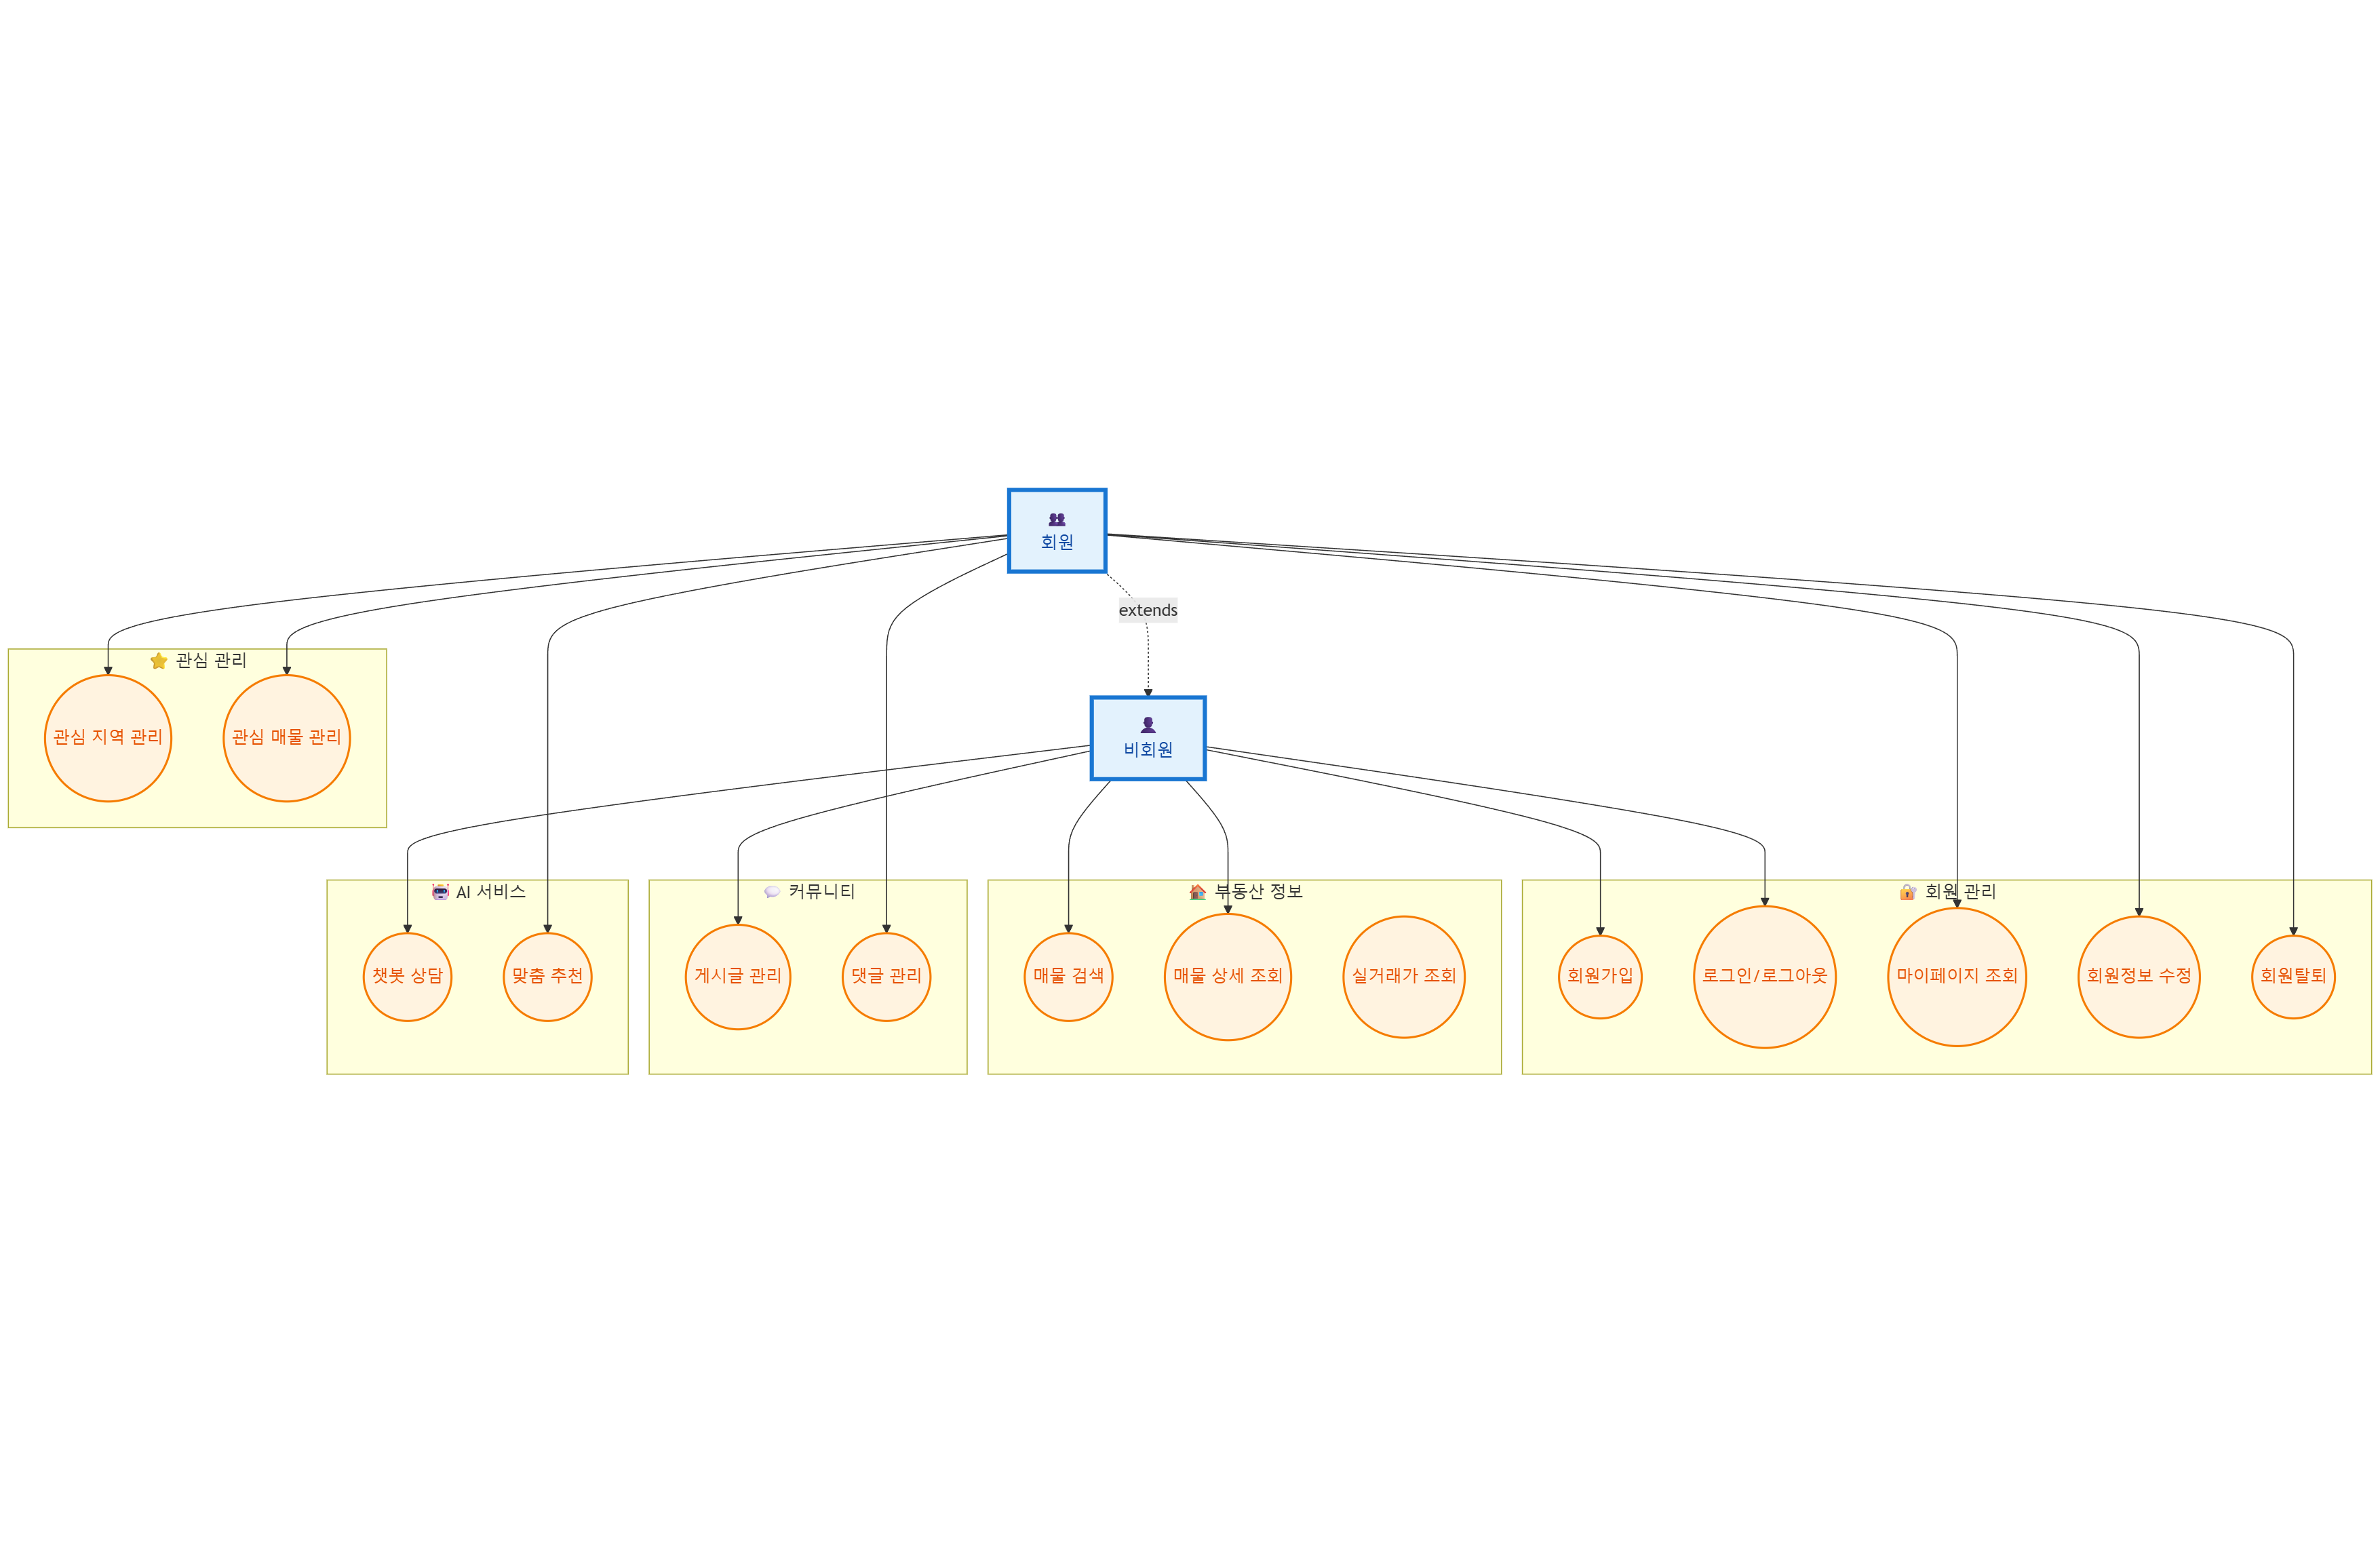 회원
extends
관심 관리
관심 지역 관리
관심 매물 관리
비회원
AI 서비스
챗봇 상담
맞춤 추천
커뮤니티
게시글 관리
댓글 관리
부동산 정보
매물 검색
매물 상세 조회
실거래가 조회
회원 관리
회원가입
로그인/로그아웃
마이페이지 조회
회원정보 수정
회원탈퇴